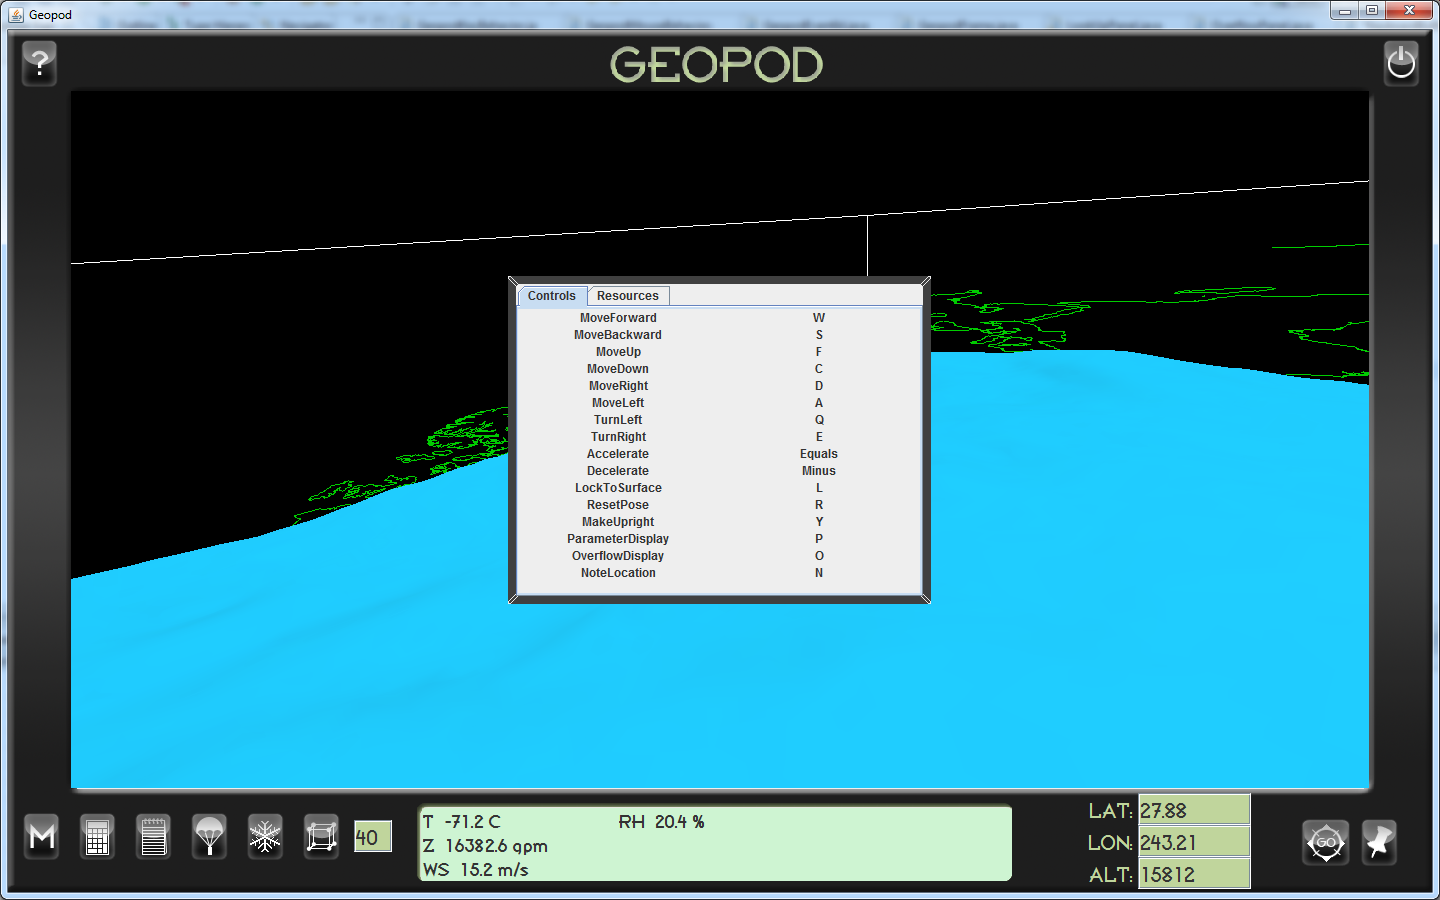 Geopod
?
GEOPOD
Controls Resources
MoveForward W
MoveBackward S
MoveUp F
MoveDown C
MoveRight D
MoveLeft A
TurnLeft Q
TurnRight E
Accelerate Equals
Decelerate Minus
LockToSurface L
ResetPose R
MakeUpright Y
ParameterDisplay P
OverflowDisplay O
NoteLocation N
M
40
T -71.2 C RH 20.4 %
Z 16382.6 gpm
WS 15.2 m/s
LAT: 27.88
LON: 243.21
ALT: 15812
GO